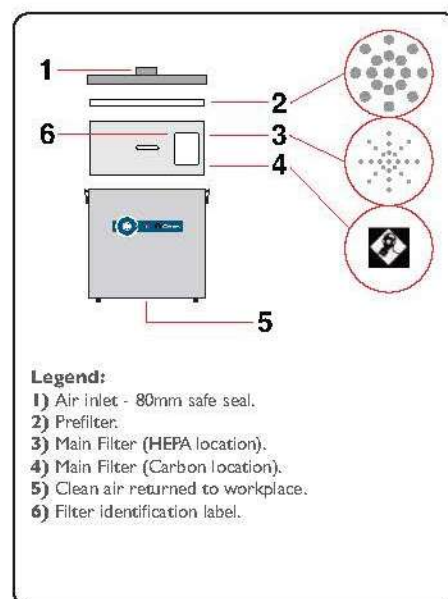 1
2
6
3
4
5
Legend:
1) Air inlet - 80mm safe seal.
2) Prefilter.
3) Main Filter (HEPA location).
4) Main Filter (Carbon location).
5) Clean air returned to workplace.
6) Filter identification label.